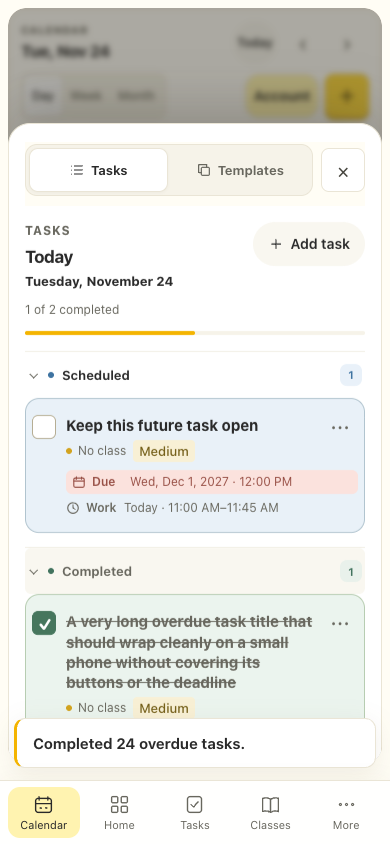 CALENDAR
Tue, Nov 24
Today
Day Week Month
Account
Tasks
Templates
TASKS
Today
Add task
Tuesday, November 24
1 of 2 completed
Scheduled
1
Keep this future task open
No class
Medium
Due Wed, Dec 1, 2027 · 12:00 PM
Work Today · 11:00 AM–11:45 AM
Completed
1
A very long overdue task title that
should wrap cleanly on a small
phone without covering its
buttons or the deadline
No class
Medium
Completed 24 overdue tasks.
Calendar
Home
Tasks
Classes
More